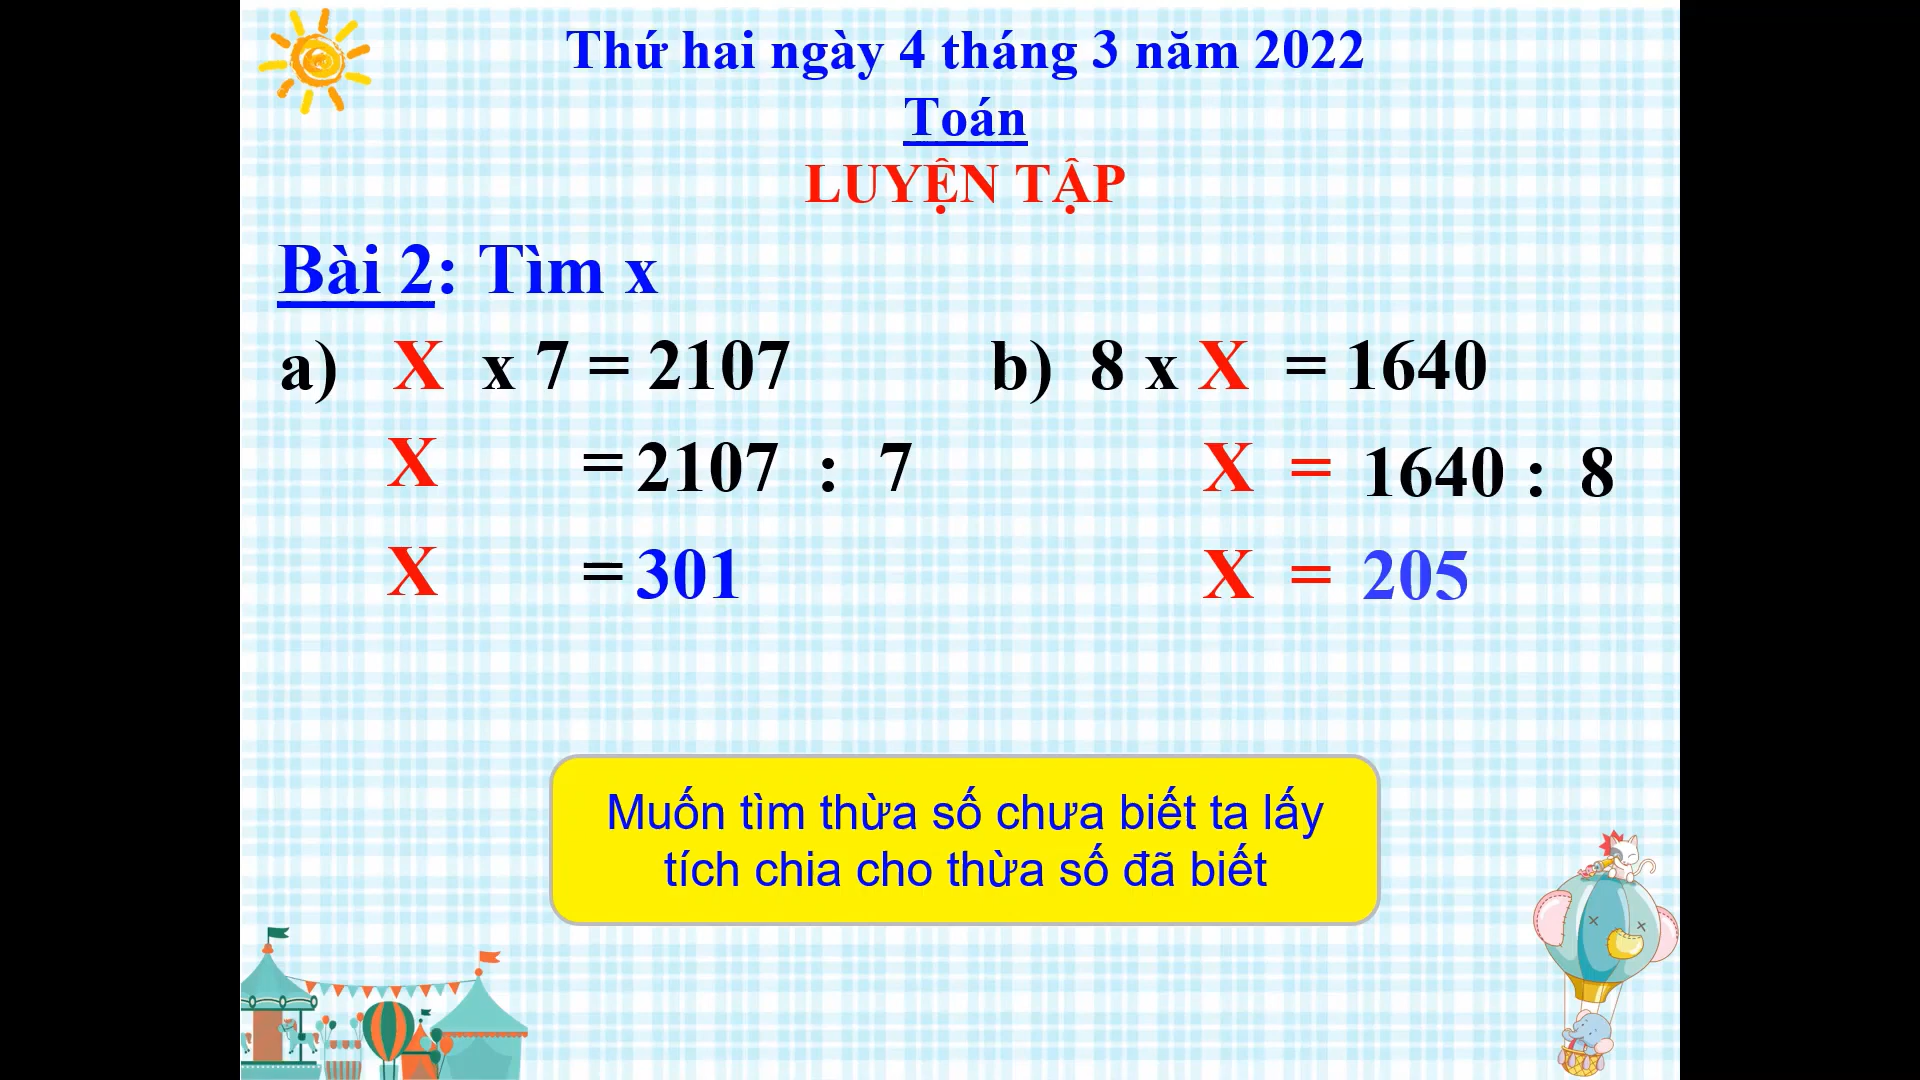 Thứ hai ngày 4 tháng 3 năm 2022
Toán
LUYỆN TẬP
Bài 2: Tìm x
a) X x 7 = 2107
X = 2107 : 7
X = 301
b) 8 x X = 1640
X = 1640 : 8
X = 205
Muốn tìm thừa số chưa biết ta lấy
tích chia cho thừa số đã biết